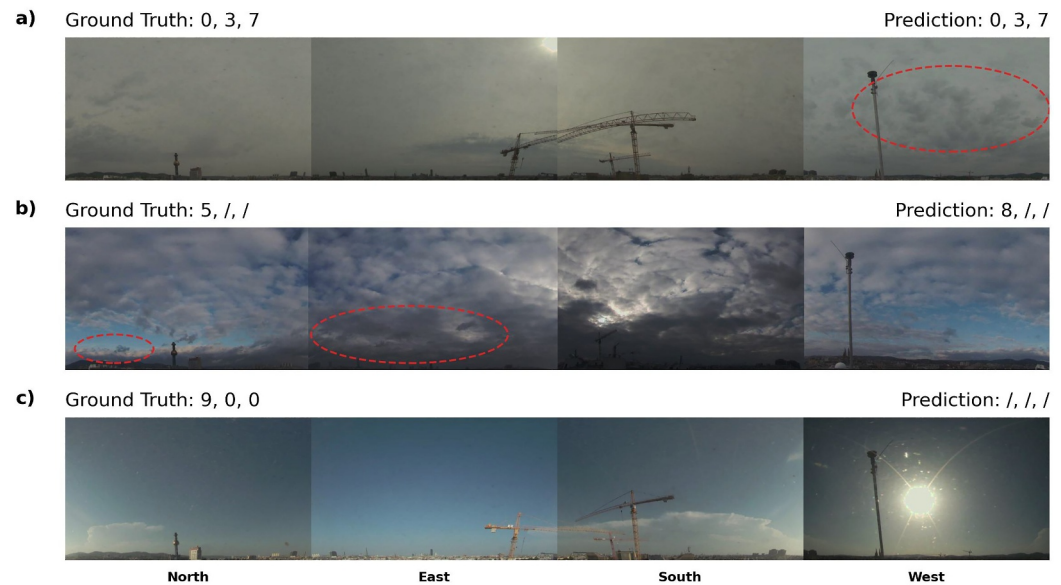 a) Ground Truth: 0, 3, 7 Prediction: 0, 3, 7
b) Ground Truth: 5, /, / Prediction: 8, /, /
c) Ground Truth: 9, 0, 0 Prediction: /, /, /
North East South West